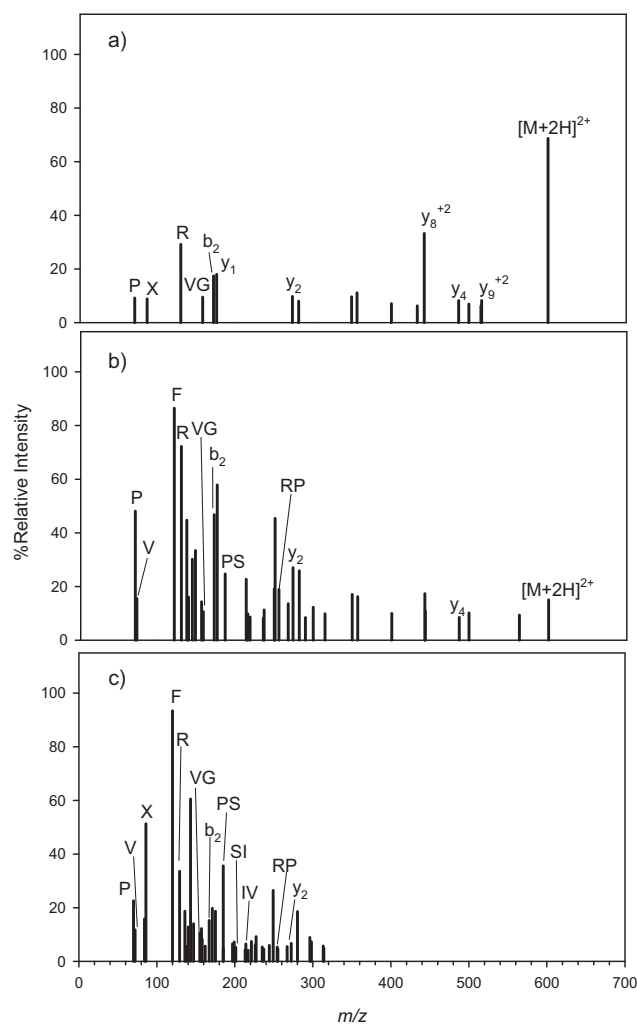 a)
100
80
60
40
20
0
[M+2H]2+
P
X
R
VG
b2
y1
y2
y8+2
y4
y9+2
b)
%Relative Intensity
100
80
60
40
20
0
P
V
F
R
VG
b2
PS
RP
y2
y4
[M+2H]2+
c)
100
80
60
40
20
0
P
V
X
F
R
VG
b2
PS
SI
IV
RP
y2
0 100 200 300 400 500 600 700
m/z